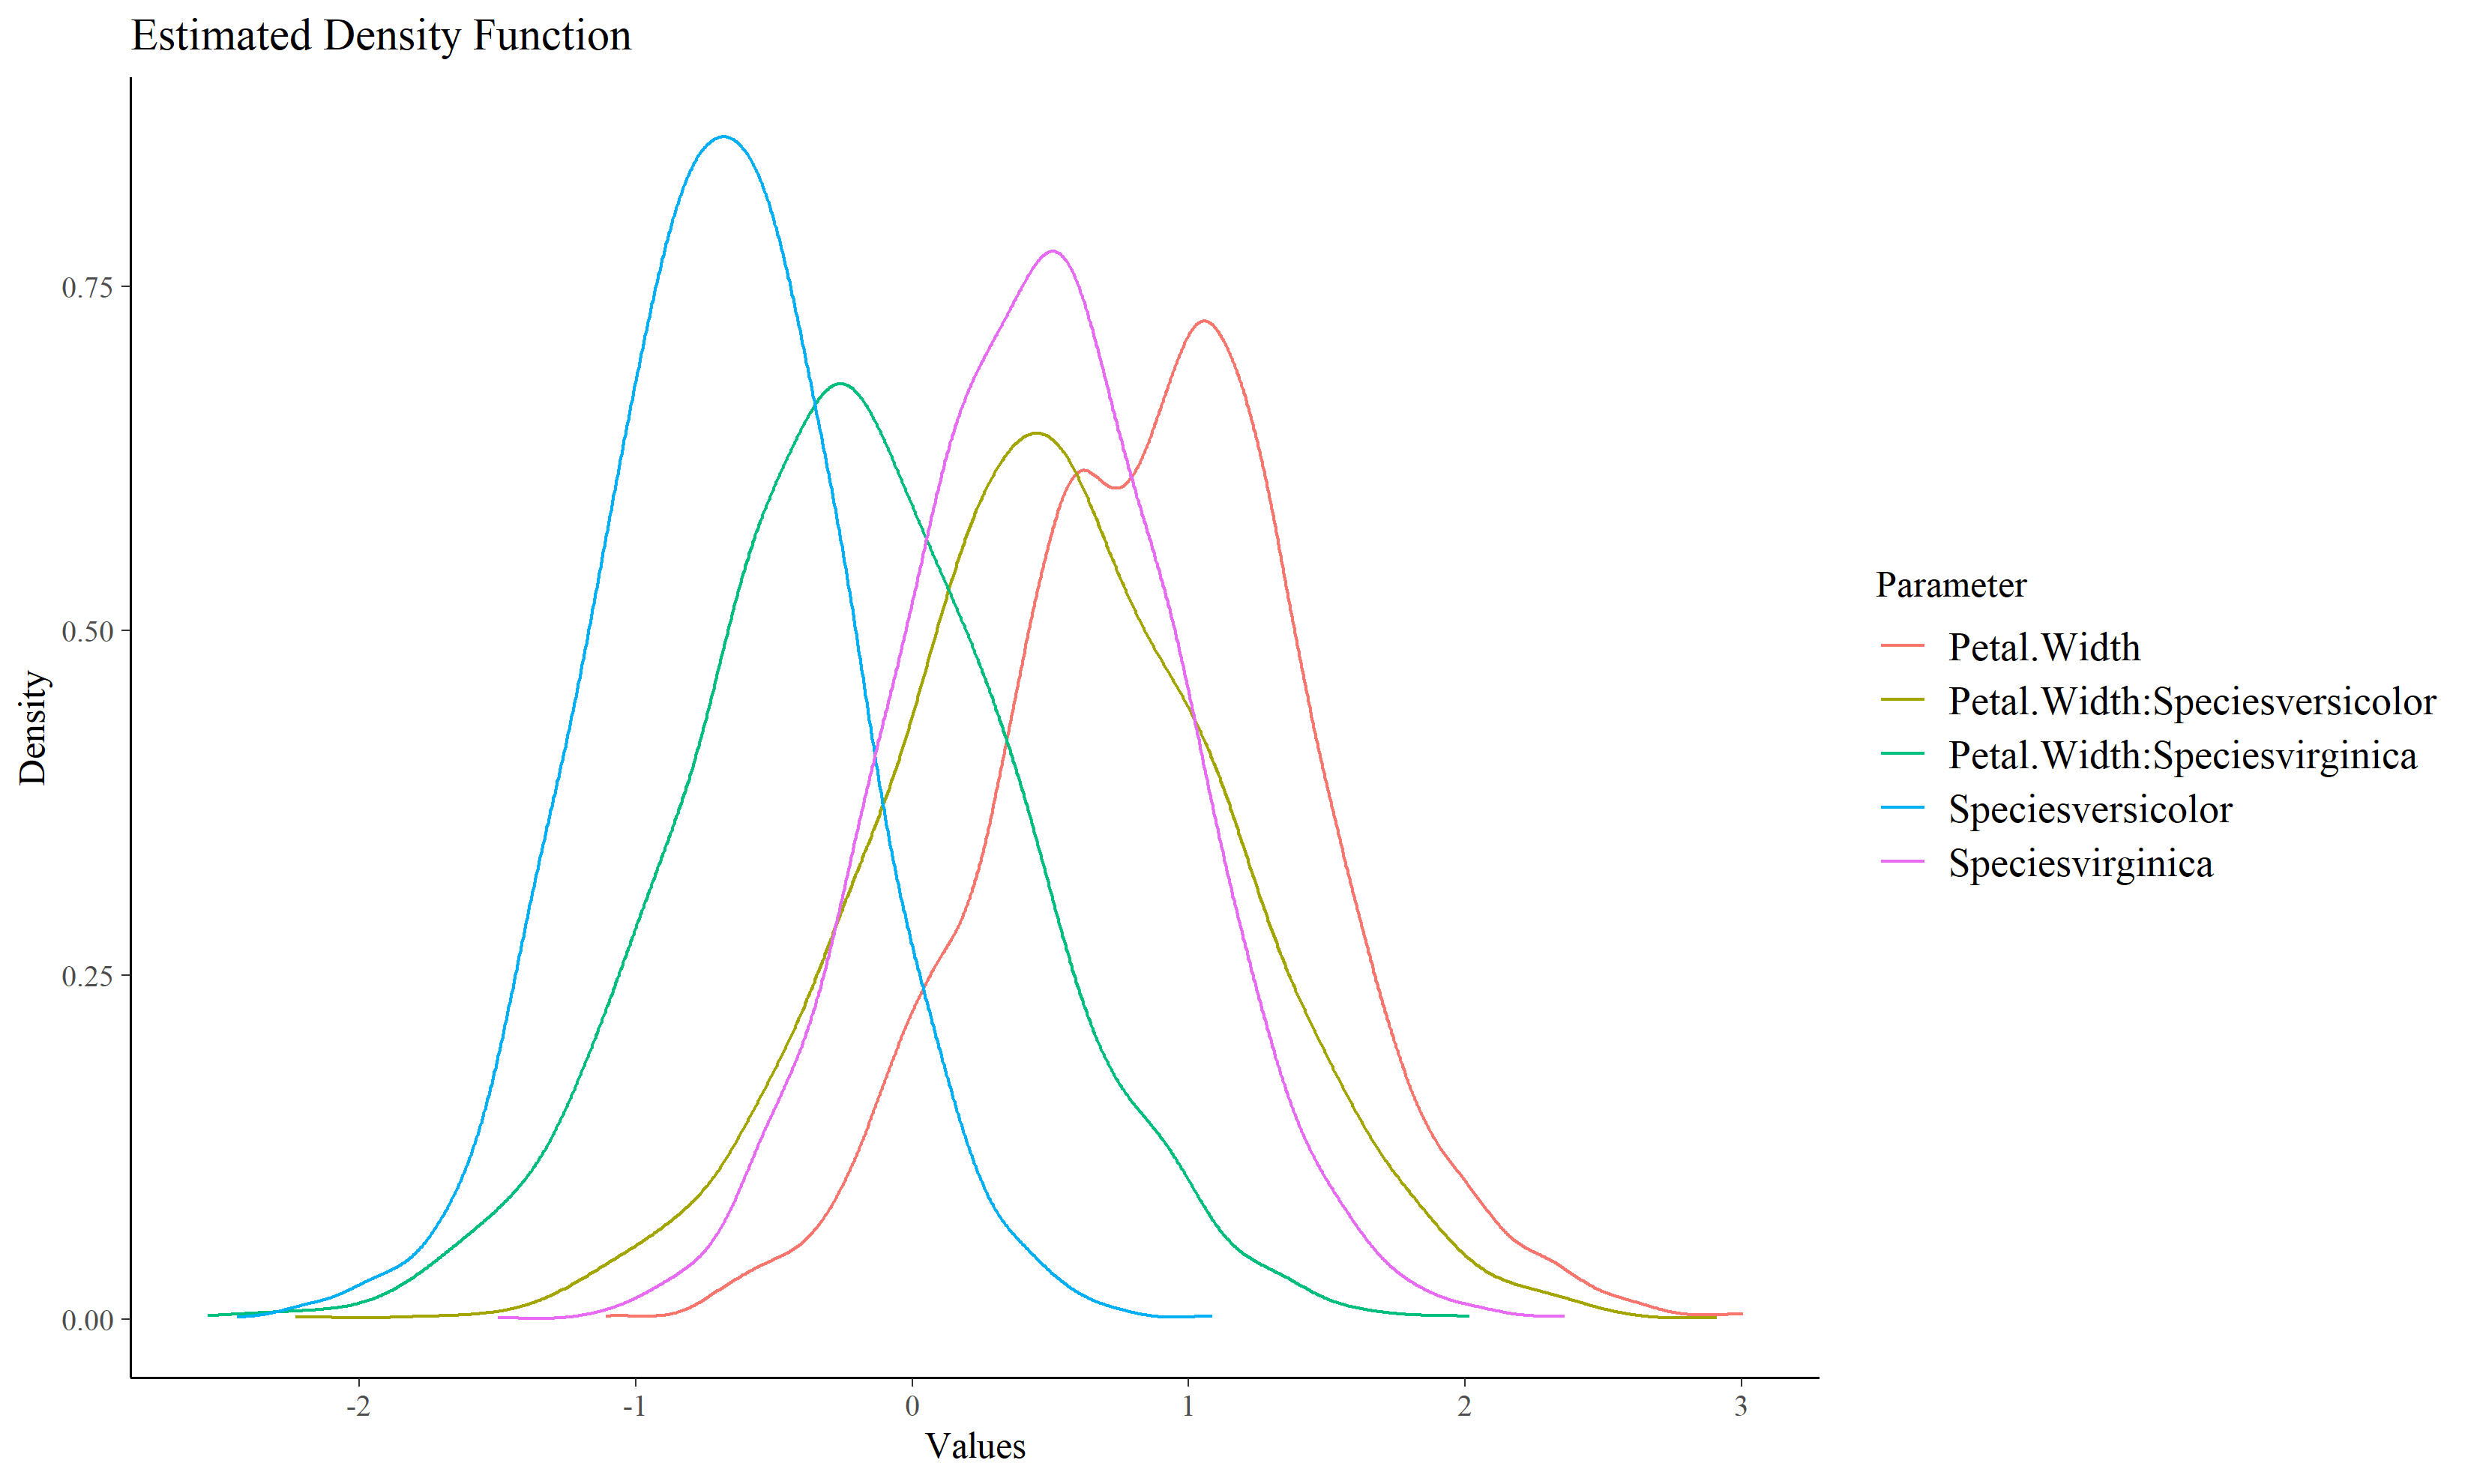 Estimated Density Function
Density
0.75
0.50
0.25
0.00
-2 -1 0 1 2 3
Values
Parameter
Petal.Width
Petal.Width:Speciesversicolor
Petal.Width:Speciesvirginica
Speciesversicolor
Speciesvirginica